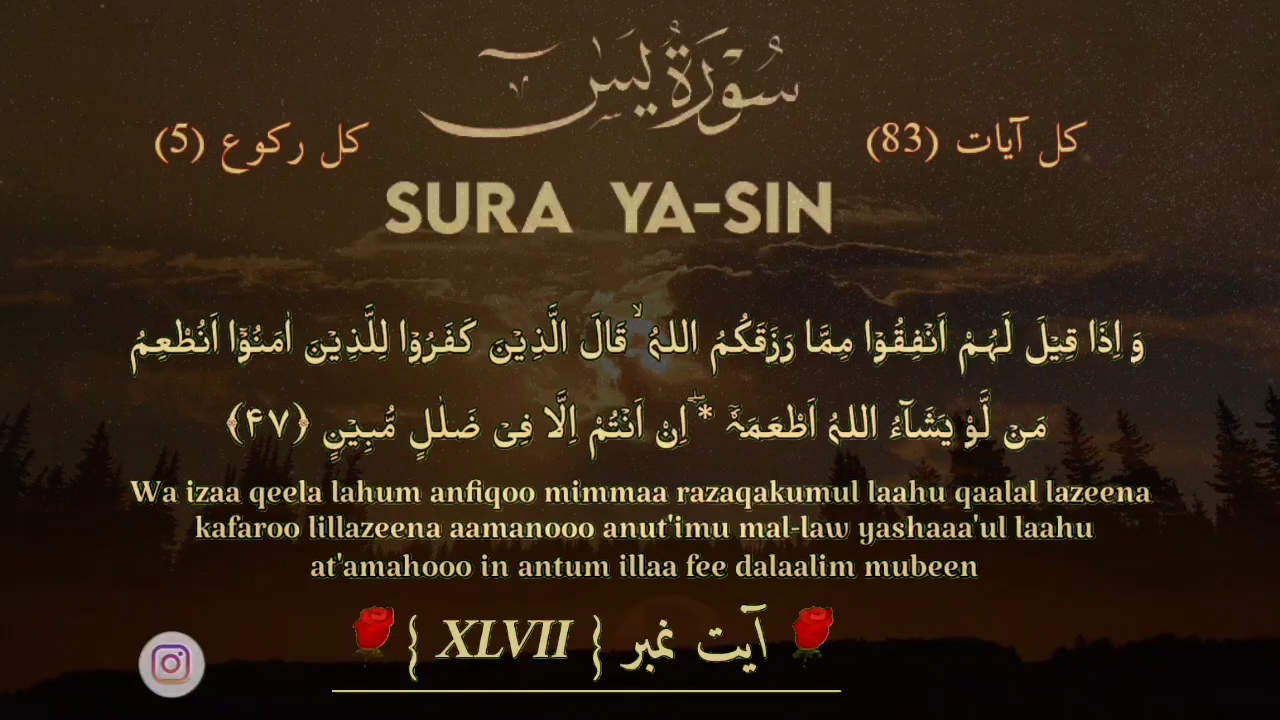 سُوۡرَةُ يٰسٓ
کل آیات (83)
کل رکوع (5)
SURA YA-SIN
وَ اِذَا قِیۡلَ لَہُمۡ اَنۡفِقُوۡا مِمَّا رَزَقَکُمُ اللہُ ۙ قَالَ الَّذِیۡنَ کَفَرُوۡا لِلَّذِیۡنَ اٰمَنُوۡۤا اَنُطۡعِمُ
مَنۡ لَّوۡ یَشَآءُ اللہُ اَطۡعَمَہٗۤ ٭ۖ اِنۡ اَنۡتُمۡ اِلَّا فِیۡ ضَلٰلٍ مُّبِیۡنٍ ﴿۴۷﴾
Wa izaa qeela lahum anfiqoo mimmaa razaqakumul laahu qaalal lazeena
kafaroo lillazeena aamanooo anut'imu mal-law yashaaa'ul laahu
at'amahooo in antum illaa fee dalaalim mubeen
آیت نمبر { XLVII }